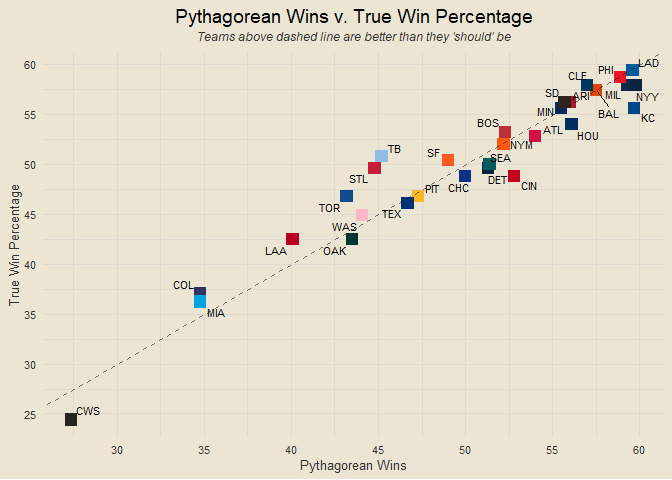 Pythagorean Wins v. True Win Percentage
Teams above dashed line are better than they 'should' be
60
55
50
45
40
35
30
25
True Win Percentage
LAD
PHI
CLE
SD
ARI
MIL
NYY
MIN
BAL
KC
BOS
ATL
HOU
NYM
TB
SF
SEA
STL
PIT
CHC
DET
CIN
TOR
TEX
WAS
LAA
OAK
COL
MIA
CWS
30
35
40
45
50
55
60
Pythagorean Wins